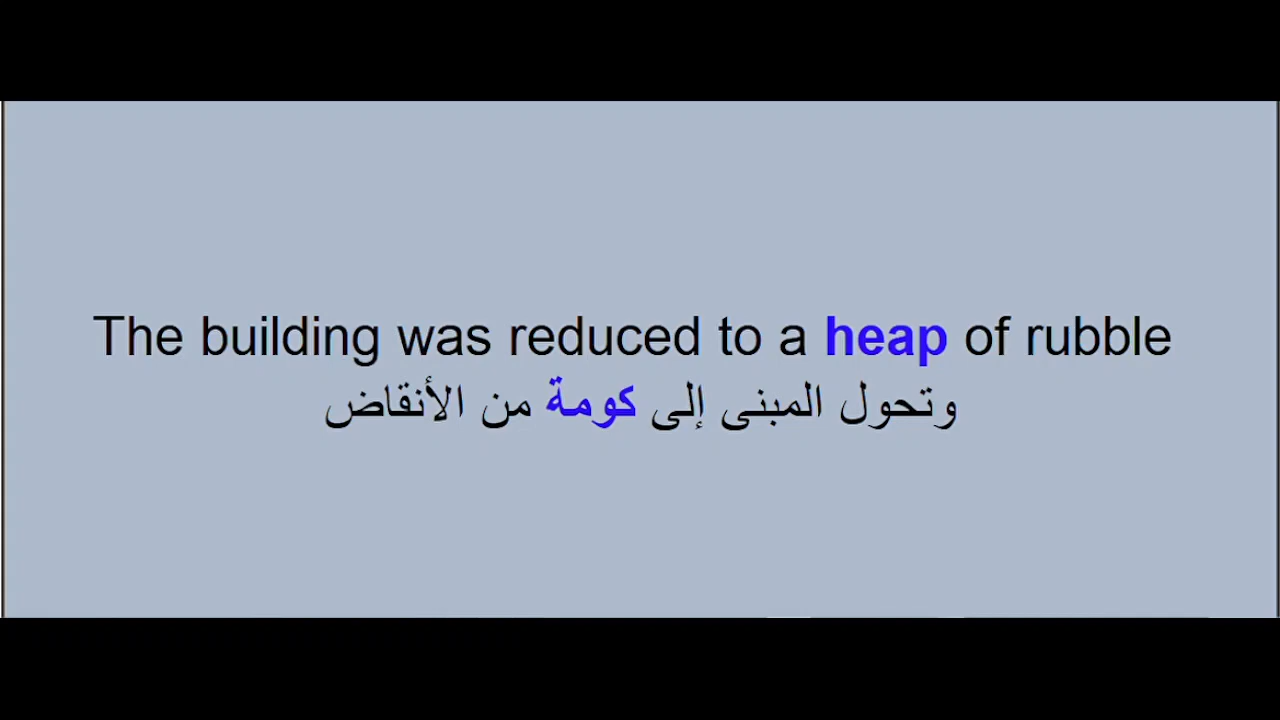 The building was reduced to a heap of rubble
وتحول المبنى إلى كومة من الأنقاض